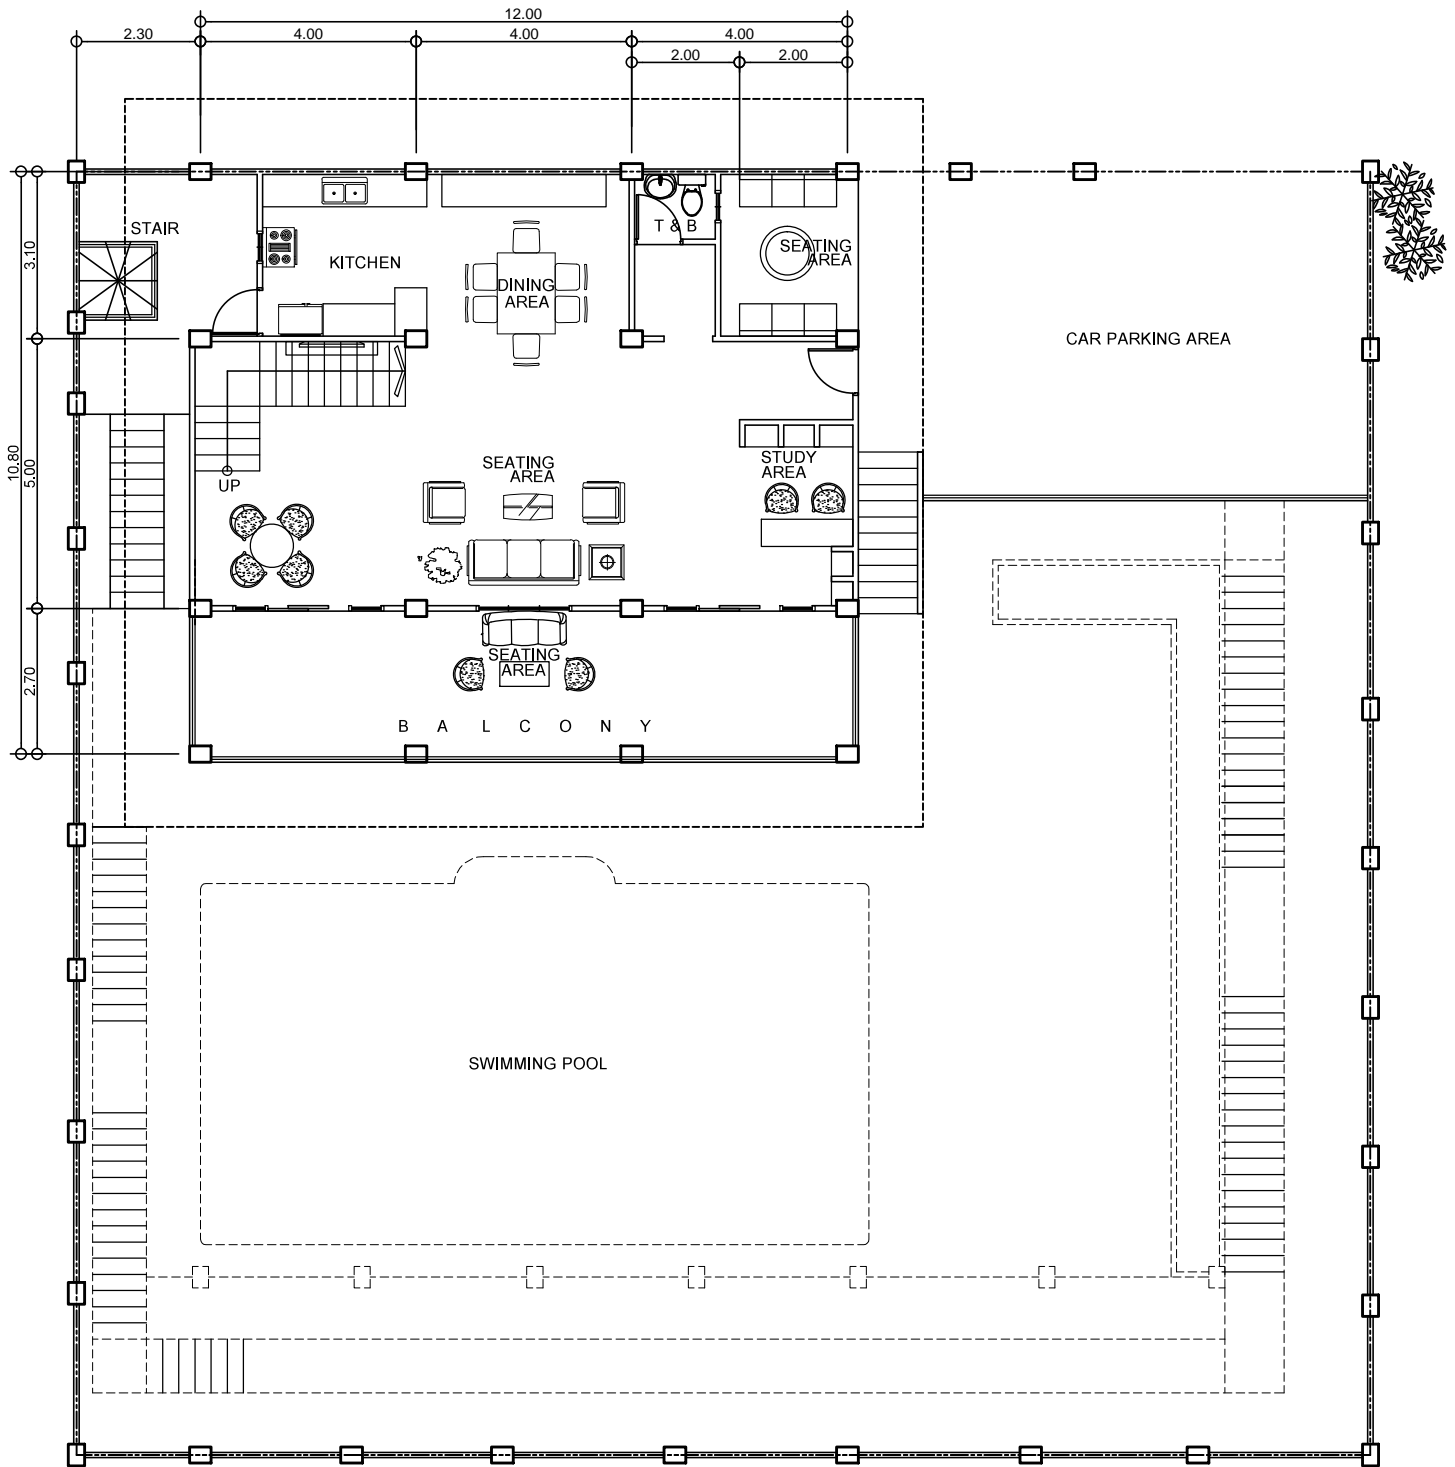 12.00
2.30
4.00
4.00
4.00
2.00
2.00
STAIR
T & B
SEATING
AREA
3.10
KITCHEN
DINING
AREA
CAR PARKING AREA
10.80
5.00
SEATING
AREA
STUDY
AREA
UP
2.70
SEATING
AREA
B A L C O N Y
SWIMMING POOL